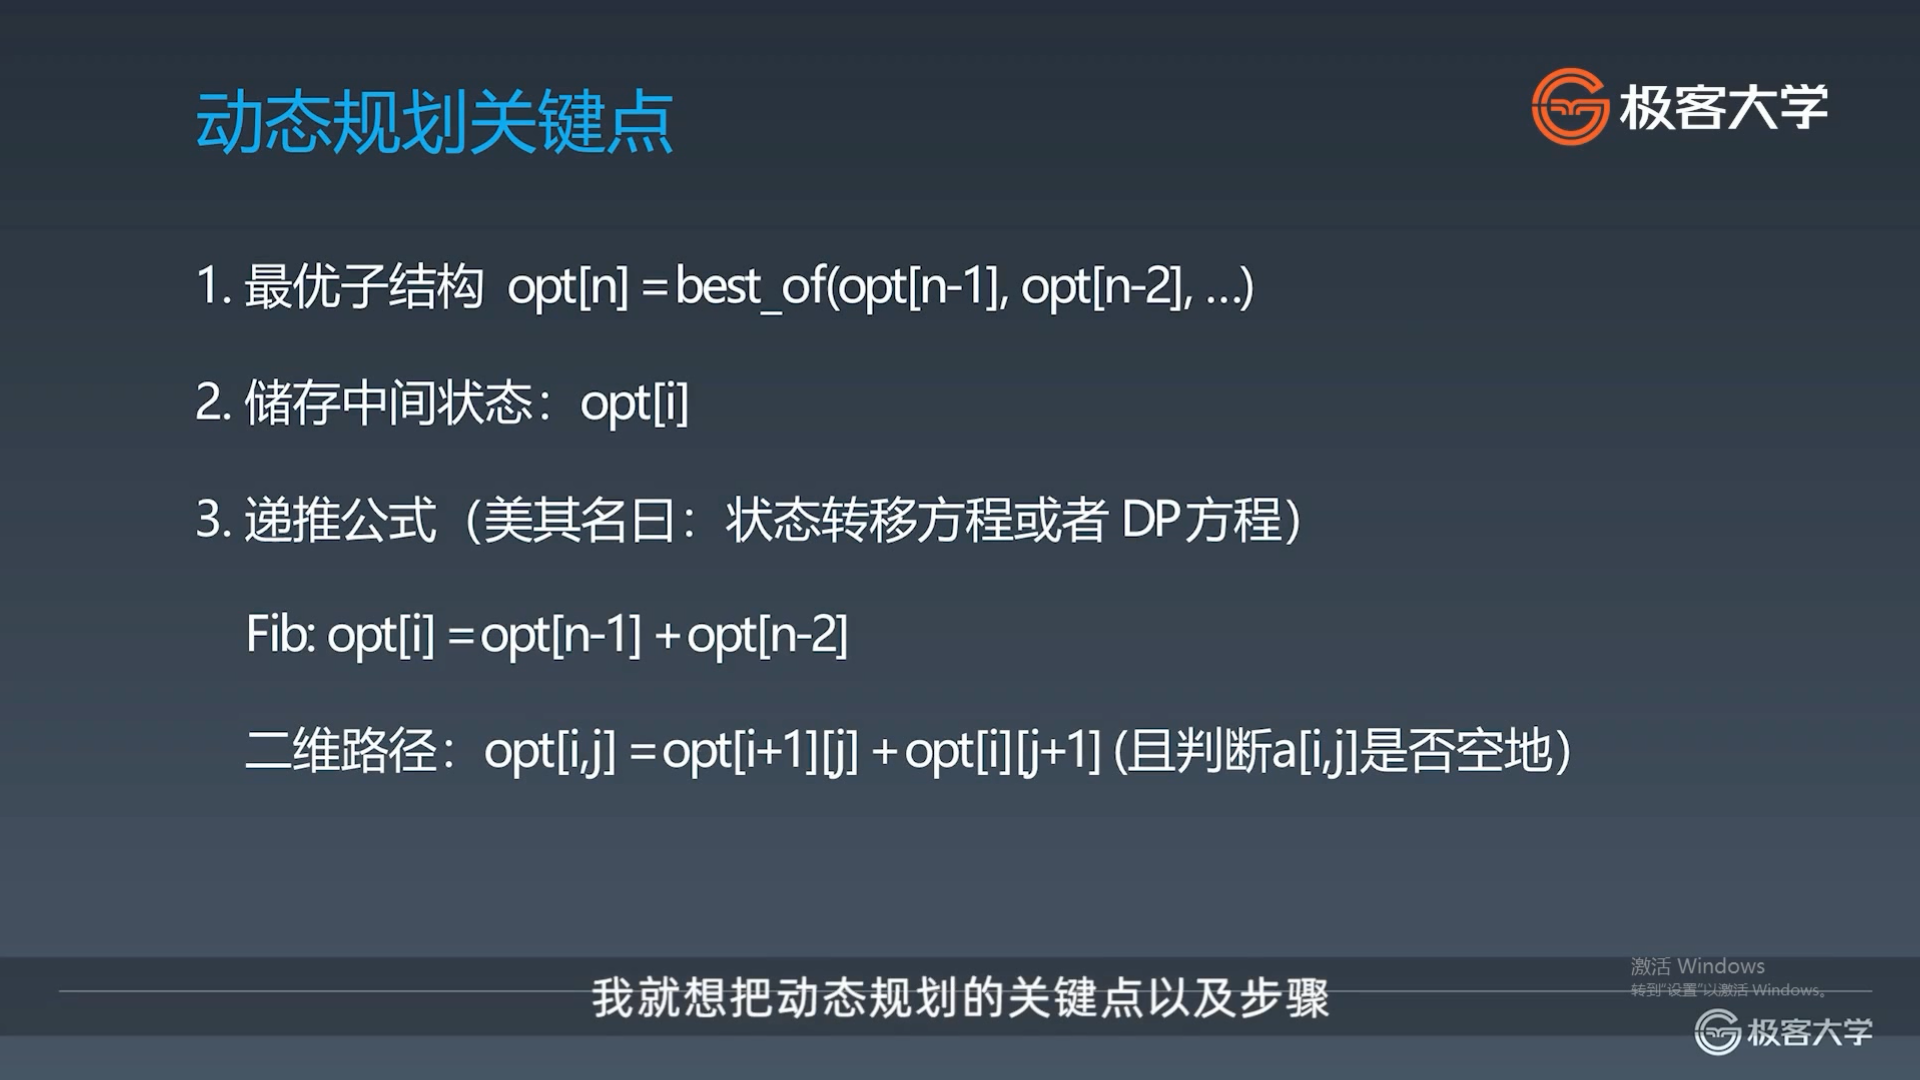 动态规划关键点
极客大学
1. 最优子结构 opt[n] = best_of(opt[n-1], opt[n-2], …)
2. 储存中间状态：opt[i]
3. 递推公式（美其名曰：状态转移方程或者 DP方程）
Fib: opt[i] = opt[n-1] + opt[n-2]
二维路径：opt[i,j] = opt[i+1][j] + opt[i][j+1] (且判断a[i,j]是否空地）
我就想把动态规划的关键点以及步骤
激活 Windows
转到"设置"以激活 Windows。
极客大学